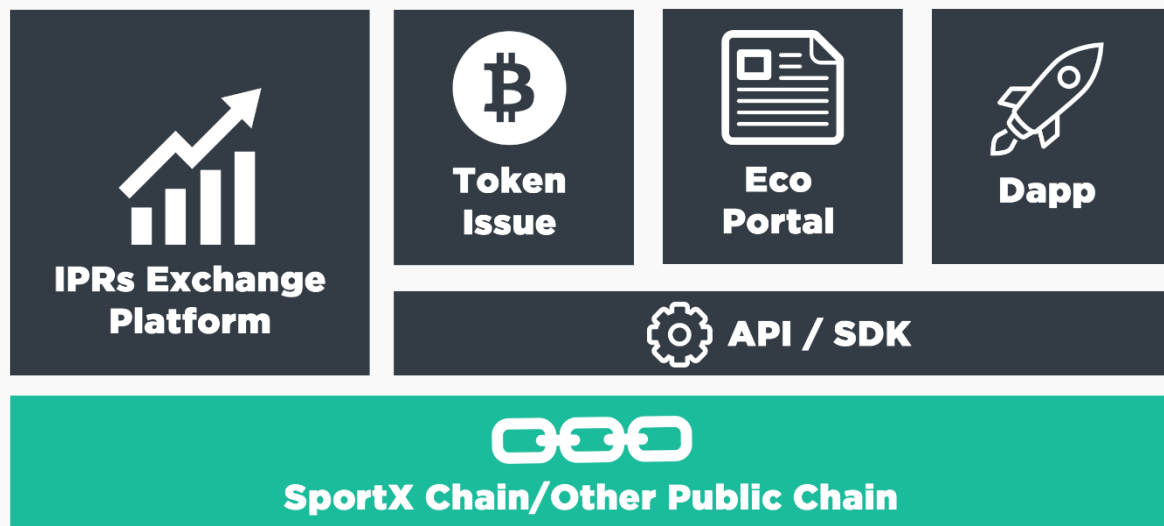 IPRs Exchange
Platform
Token
Issue
Eco
Portal
Dapp
API / SDK
SportX Chain/Other Public Chain